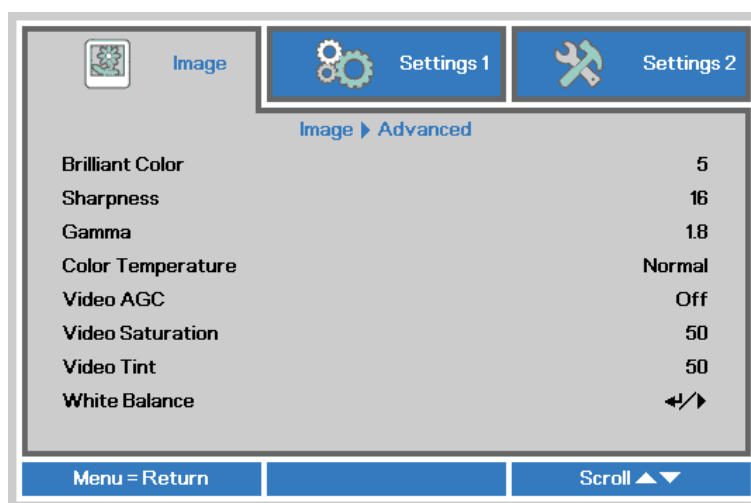 Image Settings 1 Settings 2
Image ▶ Advanced
Brilliant Color 5
Sharpness 16
Gamma 1.8
Color Temperature Normal
Video AGC Off
Video Saturation 50
Video Tint 50
White Balance ↵/▶
Menu = Return Scroll ▲▼